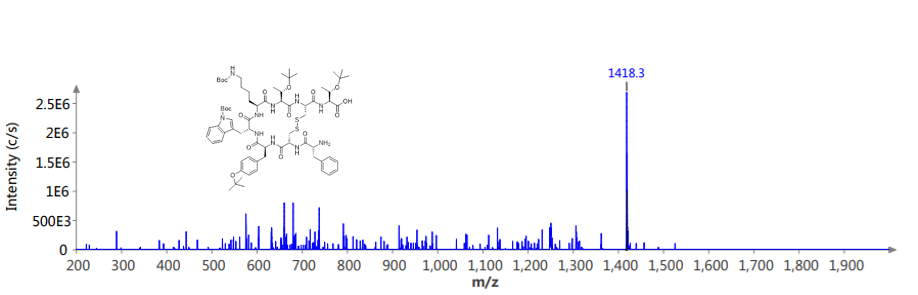 1418.3
2.5E6
2E6
1.5E6
1E6
500E3
0
Intensity (c/s)
200 300 400 500 600 700 800 900 1,000 1,100 1,200 1,300 1,400 1,500 1,600 1,700 1,800 1,900
m/z
H
Boc N
O
O
O
O
N
H
N
H
N
OH
O
O
Boc
N
O
NH
S
S
NH
H
N
O
NH2
O
O
N
H
O